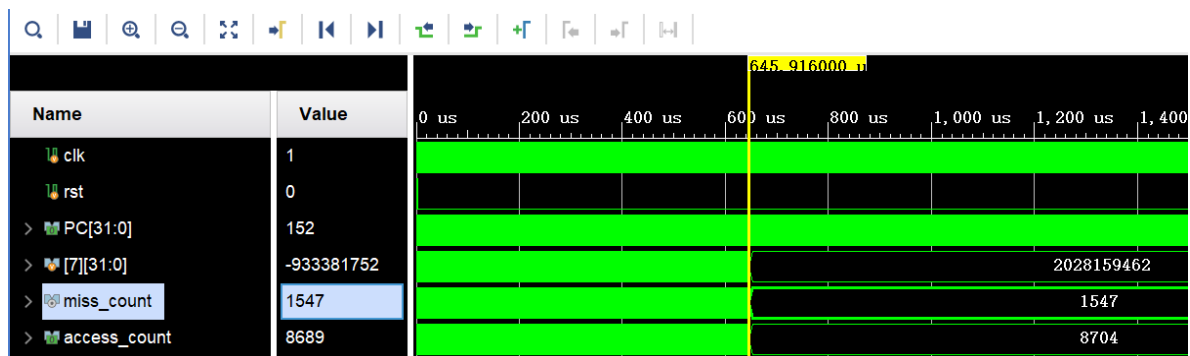 645.916000 u
Name Value 0 us 200 us 400 us 600 us 800 us 1,000 us 1,200 us 1,400
clk 1
rst 0
PC[31:0] 152
[7][31:0] -933381752 2028159462
miss_count 1547 1547
access_count 8689 8704